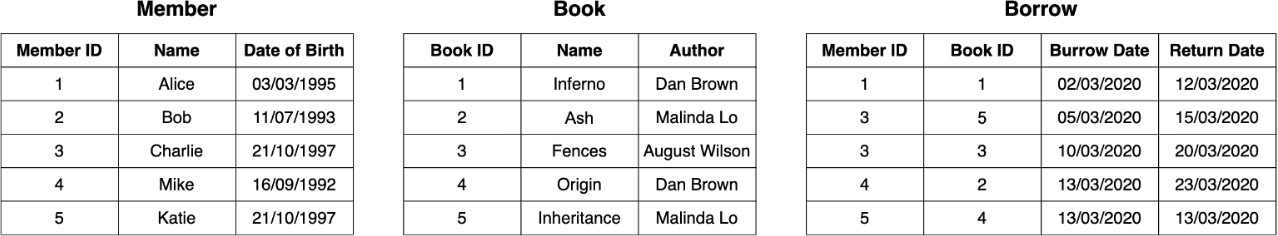 Member
Member ID Name Date of Birth
1 Alice 03/03/1995
2 Bob 11/07/1993
3 Charlie 21/10/1997
4 Mike 16/09/1992
5 Katie 21/10/1997
Book
Book ID Name Author
1 Inferno Dan Brown
2 Ash Malinda Lo
3 Fences August Wilson
4 Origin Dan Brown
5 Inheritance Malinda Lo
Borrow
Member ID Book ID Burrow Date Return Date
1 1 02/03/2020 12/03/2020
3 5 05/03/2020 15/03/2020
3 3 10/03/2020 20/03/2020
4 2 13/03/2020 23/03/2020
5 4 13/03/2020 13/03/2020